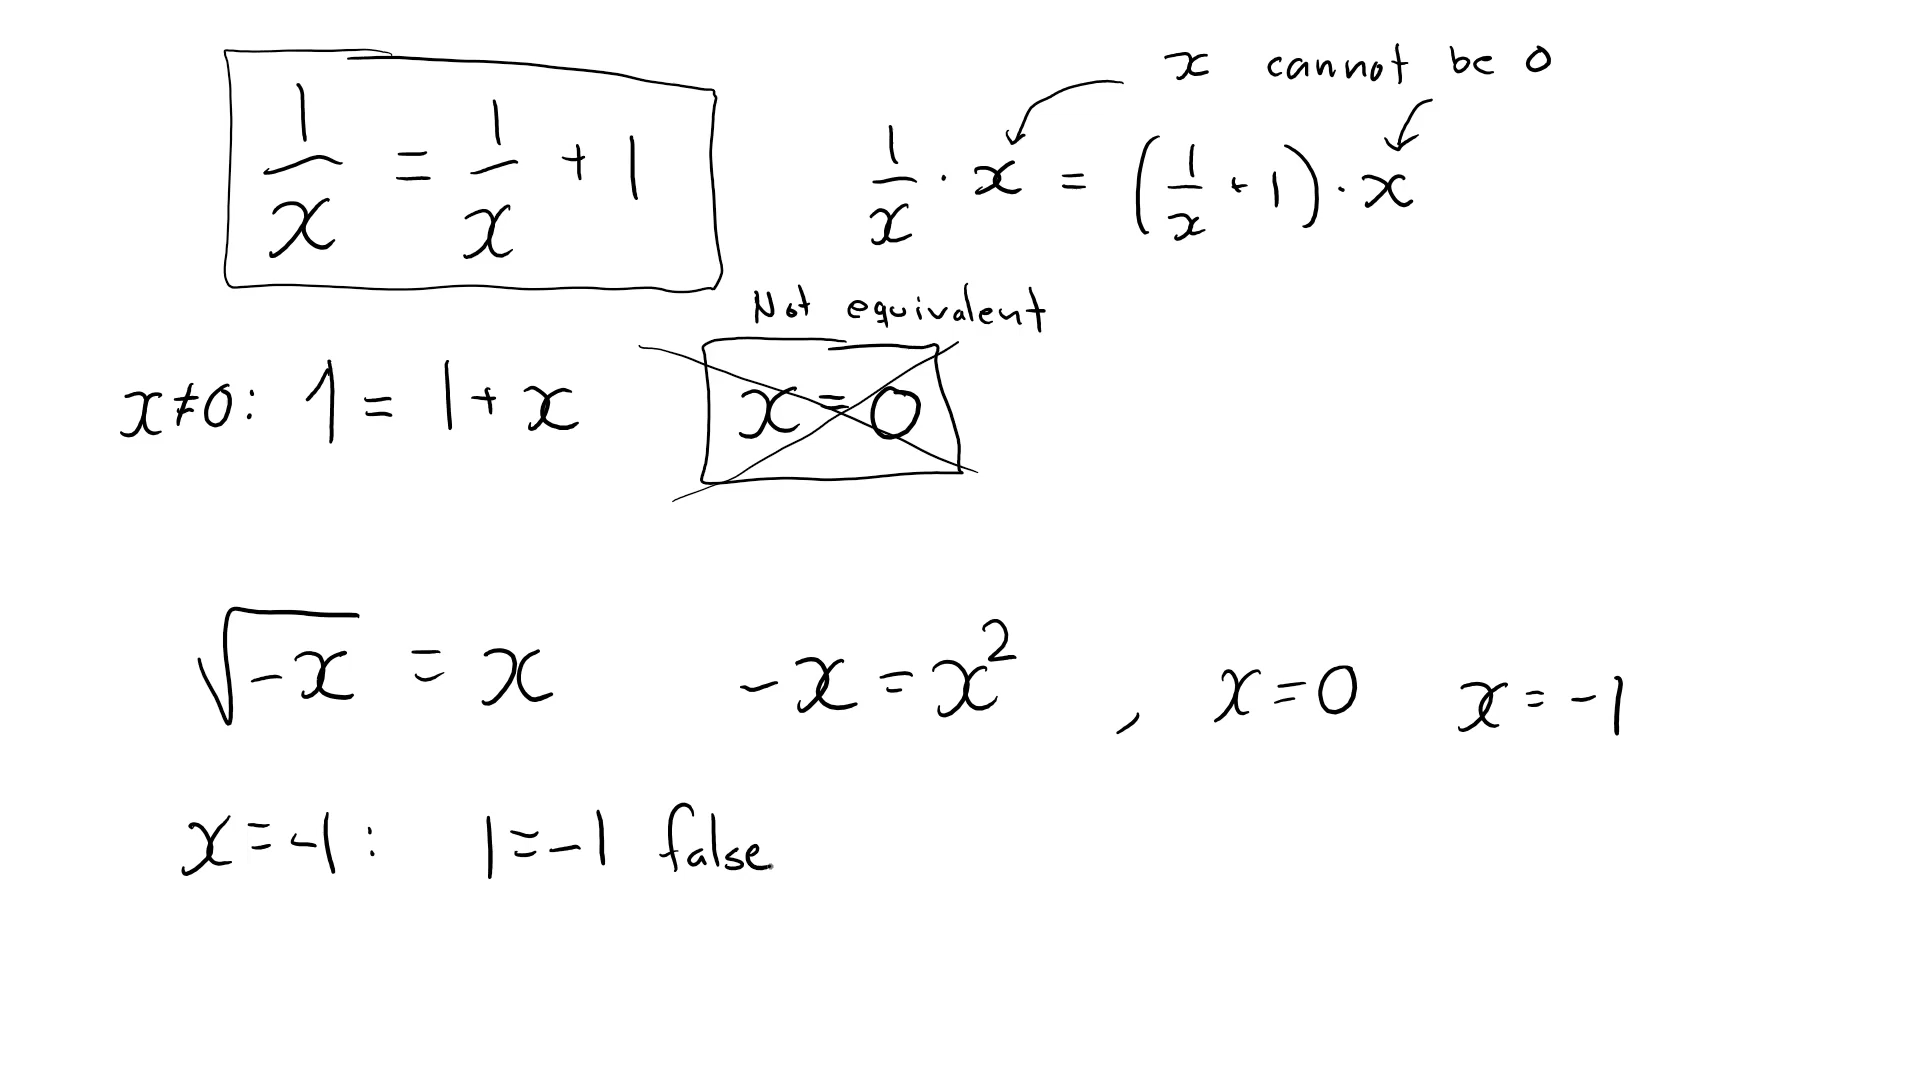 x cannot be 0
1/x = 1/x + 1
1/x · x = (1/x + 1) · x
Not equivalent
x≠0: 1 = 1 + x
x = 0
√-x = x
-x = x² , x = 0 x = -1
x = -1 : 1 = -1 false